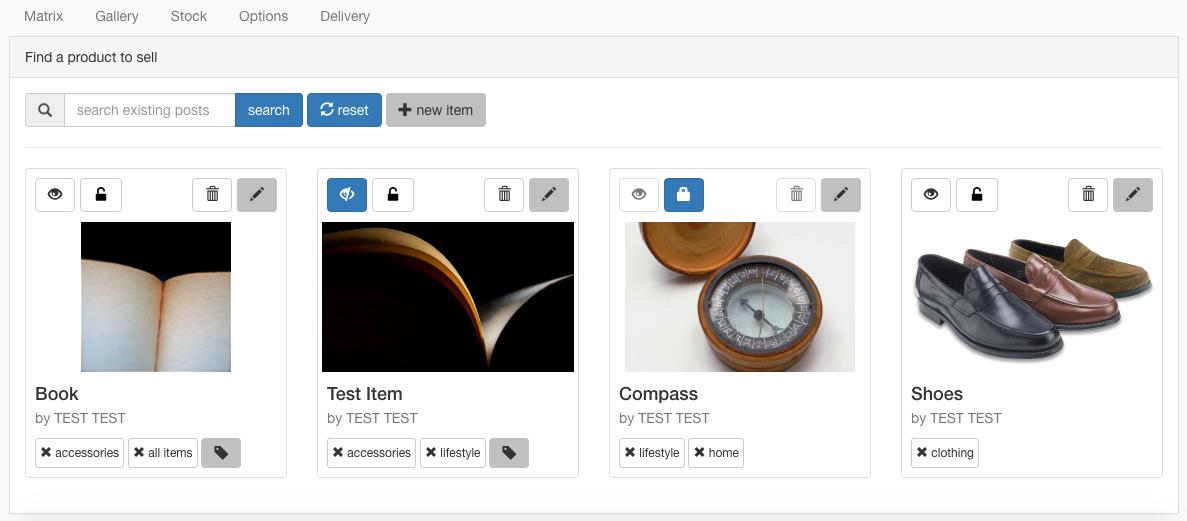 Matrix Gallery Stock Options Delivery
Find a product to sell
search existing posts search reset new item
Book
by TEST TEST
accessories all items
Test Item
by TEST TEST
accessories lifestyle
Compass
by TEST TEST
lifestyle home
Shoes
by TEST TEST
clothing